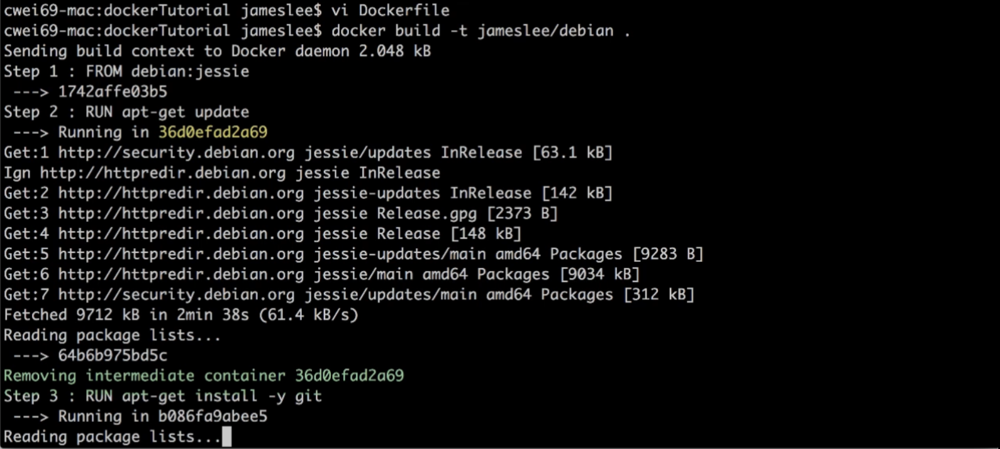 cwei69-mac:dockerTutorial jameslee$ vi Dockerfile
cwei69-mac:dockerTutorial jameslee$ docker build -t jameslee/debian .
Sending build context to Docker daemon 2.048 kB
Step 1 : FROM debian:jessie
 ---> 1742affe03b5
Step 2 : RUN apt-get update
 ---> Running in 36d0efad2a69
Get:1 http://security.debian.org jessie/updates InRelease [63.1 kB]
Ign http://httpredir.debian.org jessie InRelease
Get:2 http://httpredir.debian.org jessie-updates InRelease [142 kB]
Get:3 http://httpredir.debian.org jessie Release.gpg [2373 B]
Get:4 http://httpredir.debian.org jessie Release [148 kB]
Get:5 http://httpredir.debian.org jessie-updates/main amd64 Packages [9283 B]
Get:6 http://httpredir.debian.org jessie/main amd64 Packages [9034 kB]
Get:7 http://security.debian.org jessie/updates/main amd64 Packages [312 kB]
Fetched 9712 kB in 2min 38s (61.4 kB/s)
Reading package lists...
 ---> 64b6b975bd5c
Removing intermediate container 36d0efad2a69
Step 3 : RUN apt-get install -y git
 ---> Running in b086fa9abee5
Reading package lists...